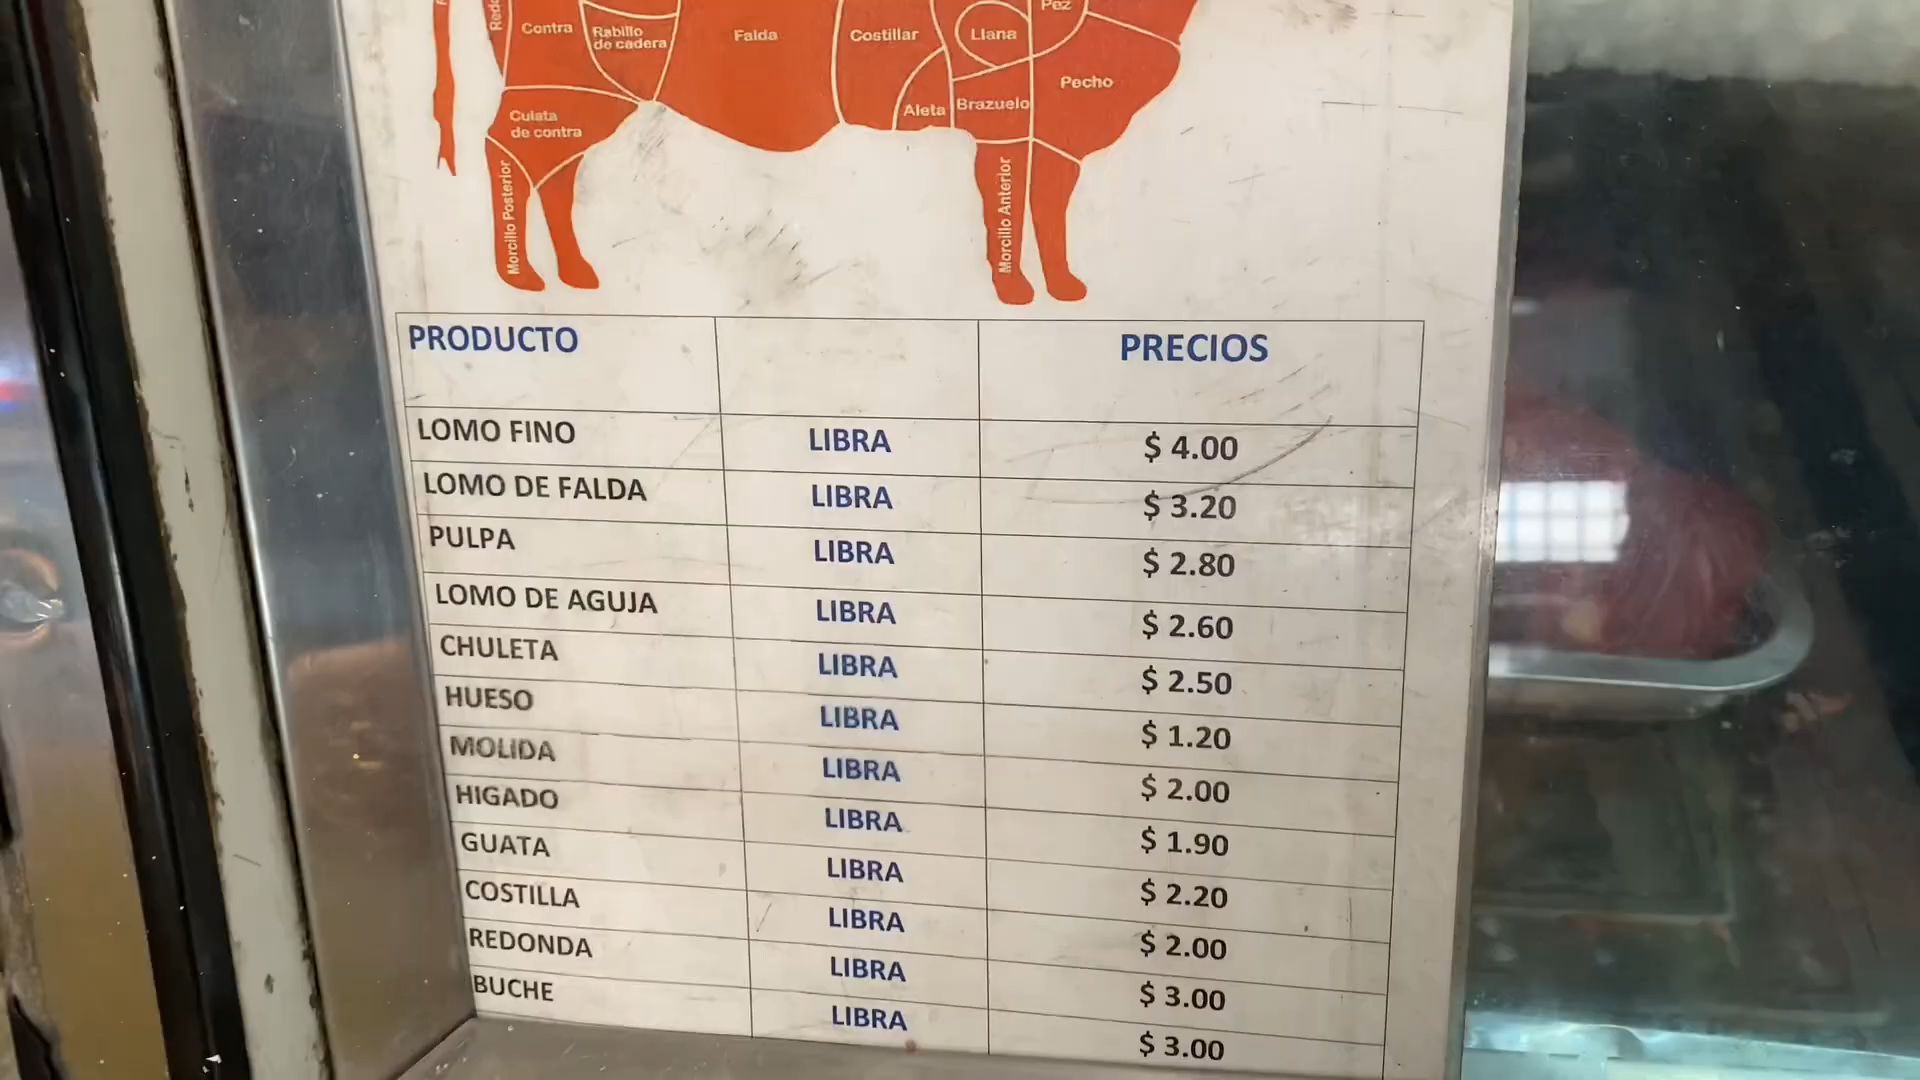 Contra
Rabillo
de cadera
Falda
Costillar
Llana
Pez
Pecho
Aleta
Brazuelo
Culata
de contra
Morcillo Posterior
Morcillo Anterior
PRODUCTO PRECIOS
LOMO FINO LIBRA $ 4.00
LOMO DE FALDA LIBRA $ 3.20
PULPA LIBRA $ 2.80
LOMO DE AGUJA LIBRA $ 2.60
CHULETA LIBRA $ 2.50
HUESO LIBRA $ 1.20
MOLIDA LIBRA $ 2.00
HIGADO LIBRA $ 1.90
GUATA LIBRA $ 2.20
COSTILLA LIBRA $ 2.00
REDONDA LIBRA $ 3.00
BUCHE LIBRA $ 3.00